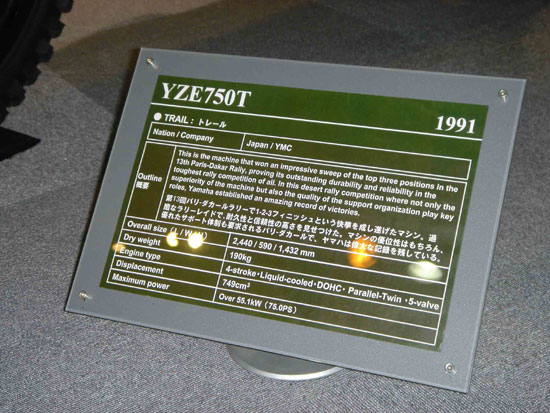 YZE750T
1991
● TRAIL : トレール
Nation / Company
Japan / YMC
Outline
概要
This is the machine that won an impressive sweep of the top three positions in the
13th Paris-Dakar Rally, proving its outstanding durability and reliability in the
toughest rally competition of all. In this desert rally competition where not only the
superiority of the machine but also the quality of the support organization play key
roles, Yamaha established an amazing record of victories.
第13回パリ・ダカールラリーで1-2-3フィニッシュという快挙を成し遂げたマシン。過
酷なラリーレイドで、耐久性と信頼性の高さを見せつけた。マシンの優位性はもちろん、
優れたサポート体制も要求されるパリ・ダカールで、ヤマハは偉大な記録を残している。
Overall size (L / W / H)
2,440 / 590 / 1,432 mm
Dry weight
190kg
Engine type
4-stroke・Liquid-cooled・DOHC・Parallel-Twin・5-valve
Displacement
749cm³
Maximum power
Over 55.1kW (75.0PS)